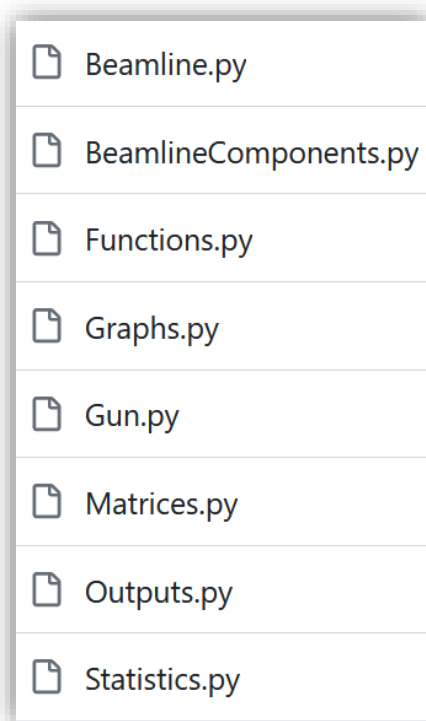 Beamline.py
BeamlineComponents.py
Functions.py
Graphs.py
Gun.py
Matrices.py
Outputs.py
Statistics.py